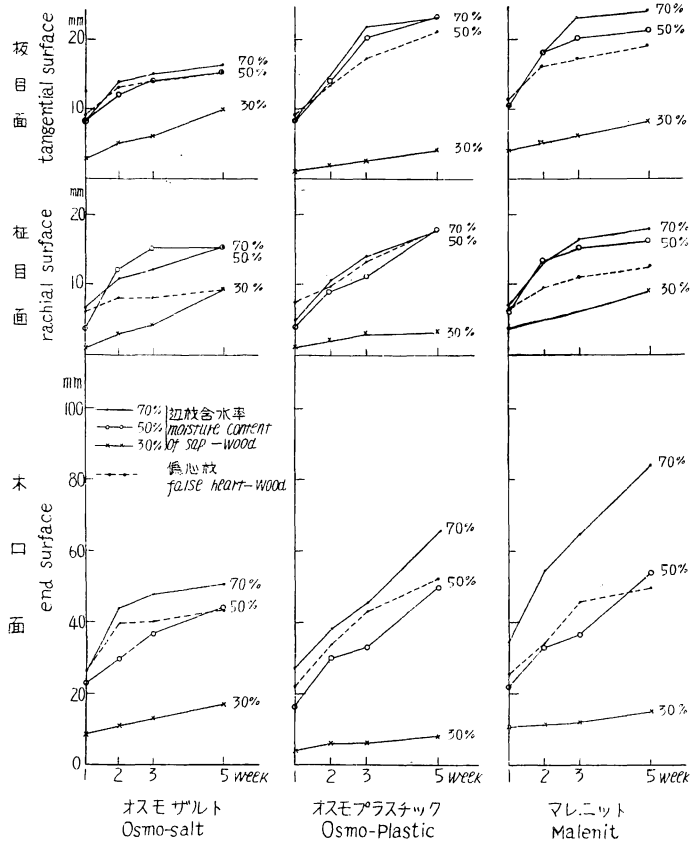 板目面
tangential surface
mm
20
10
70%
50%
30%
70%
50%
30%
70%
50%
30%
柾目面
rachial surface
mm
20
10
0
70%
50%
30%
70%
50%
30%
70%
50%
30%
木口面
end surface
mm
100
80
60
40
20
0
70% 辺材含水率
50% moisture content
30% of sap-wood
偽心材
false heart-wood
70%
50%
30%
70%
50%
30%
70%
50%
30%
1 2 3 5 week
1 2 3 5 week
1 2 3 5 week
オスモザルト
Osmo-salt
オスモプラスチック
Osmo-Plastic
マレニット
Malenit